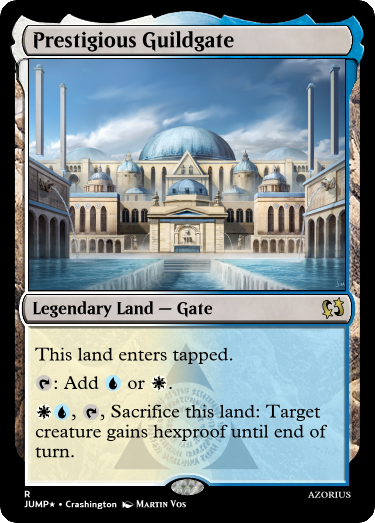 Prestigious Guildgate
Legendary Land — Gate
This land enters tapped.
: Add or .
, , Sacrifice this land: Target
creature gains hexproof until end of
turn.
R
JUMP★ • Crashington Martin Vos
AZORIUS